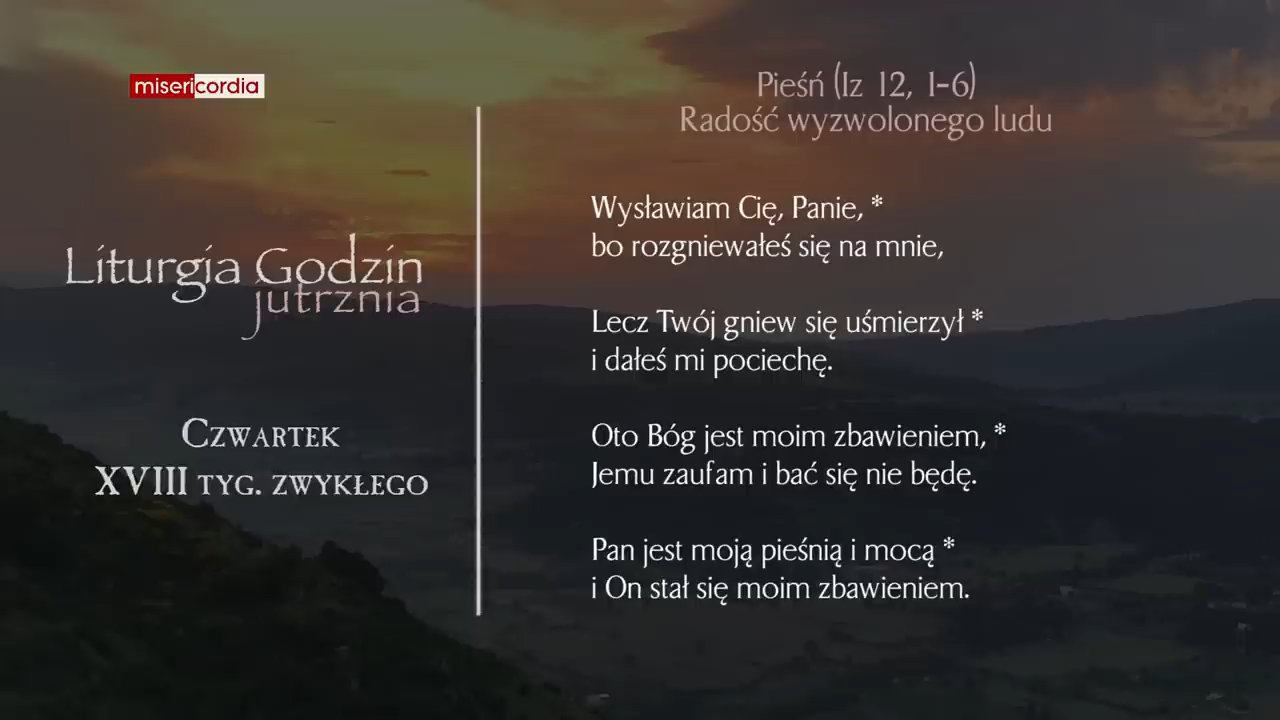 misericordia
Liturgia Godzin
jutrznia
Czwartek
XVIII tyg. zwykłego
Pieśń (Iz 12, 1-6)
Radość wyzwolonego ludu
Wysławiam Cię, Panie, *
bo rozgniewałeś się na mnie,
Lecz Twój gniew się uśmierzył *
i dałeś mi pociechę.
Oto Bóg jest moim zbawieniem, *
Jemu zaufam i bać się nie będę.
Pan jest moją pieśnią i mocą *
i On stał się moim zbawieniem.